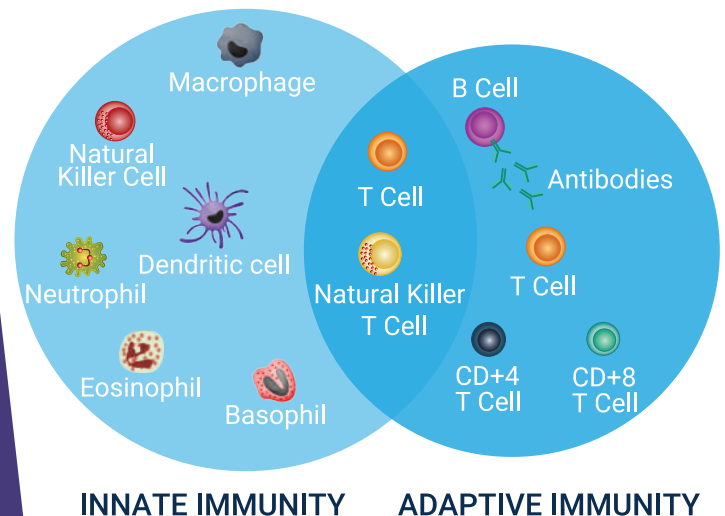 Macrophage
Natural
Killer Cell
Dendritic cell
Neutrophil
Eosinophil
Basophil
T Cell
Natural Killer
T Cell
B Cell
Antibodies
T Cell
CD+4
T Cell
CD+8
T Cell
INNATE IMMUNITY
ADAPTIVE IMMUNITY